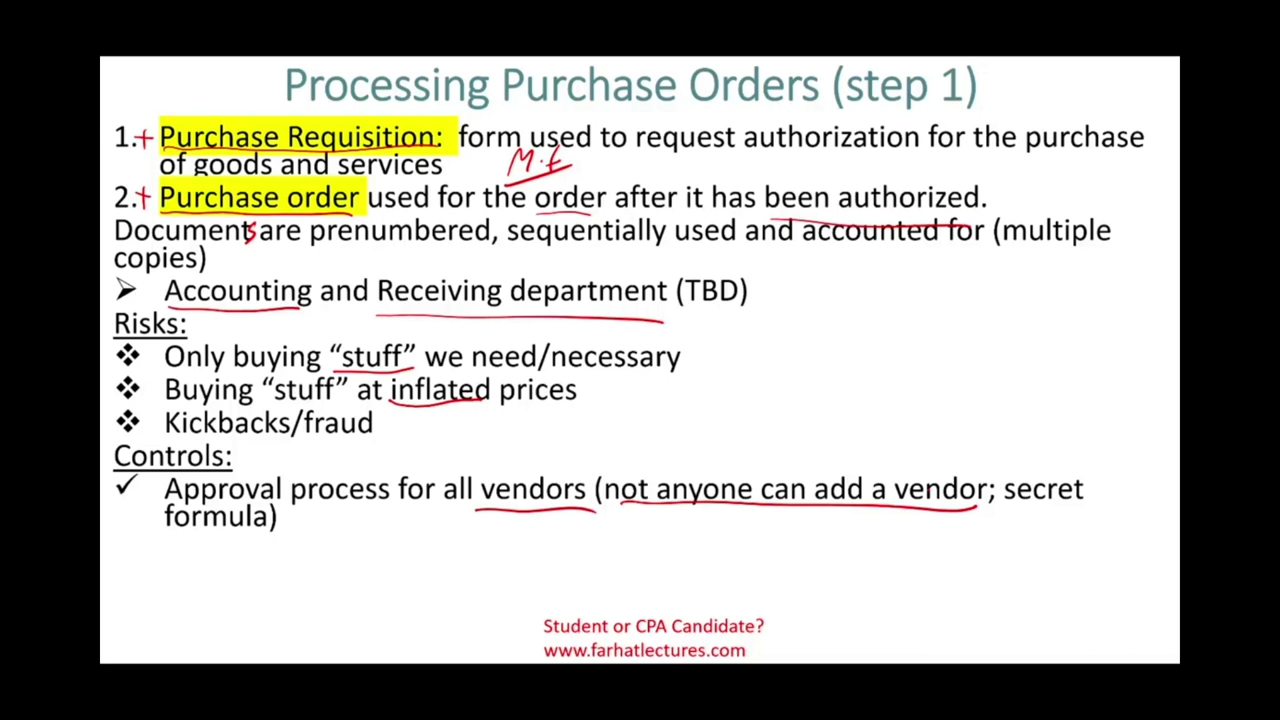 Processing Purchase Orders (step 1)
1.+ Purchase Requisition: form used to request authorization for the purchase
of goods and services
M.E
2.+ Purchase order used for the order after it has been authorized.
Documents are prenumbered, sequentially used and accounted for (multiple
copies)
➢ Accounting and Receiving department (TBD)
Risks:
❖ Only buying “stuff” we need/necessary
❖ Buying “stuff” at inflated prices
❖ Kickbacks/fraud
Controls:
✓ Approval process for all vendors (not anyone can add a vendor; secret
formula)
Student or CPA Candidate?
www.farhatlectures.com